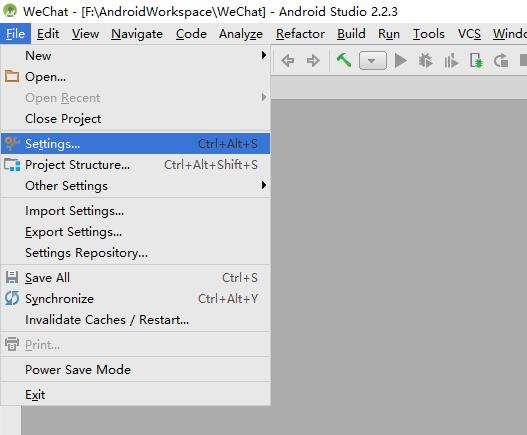 WeChat - [F:\AndroidWorkspace\WeChat] - Android Studio 2.2.3
File Edit View Navigate Code Analyze Refactor Build Run Tools VCS
New
Open...
Open Recent
Close Project
Settings... Ctrl+Alt+S
Project Structure... Ctrl+Alt+Shift+S
Other Settings
Import Settings...
Export Settings...
Settings Repository...
Save All Ctrl+S
Synchronize Ctrl+Alt+Y
Invalidate Caches / Restart...
Print...
Power Save Mode
Exit